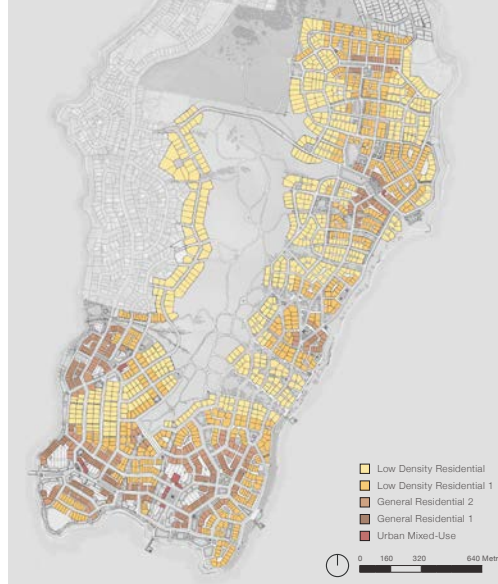 Low Density Residential
Low Density Residential 1
General Residential 2
General Residential 1
Urban Mixed-Use
0 160 320 640 Metr